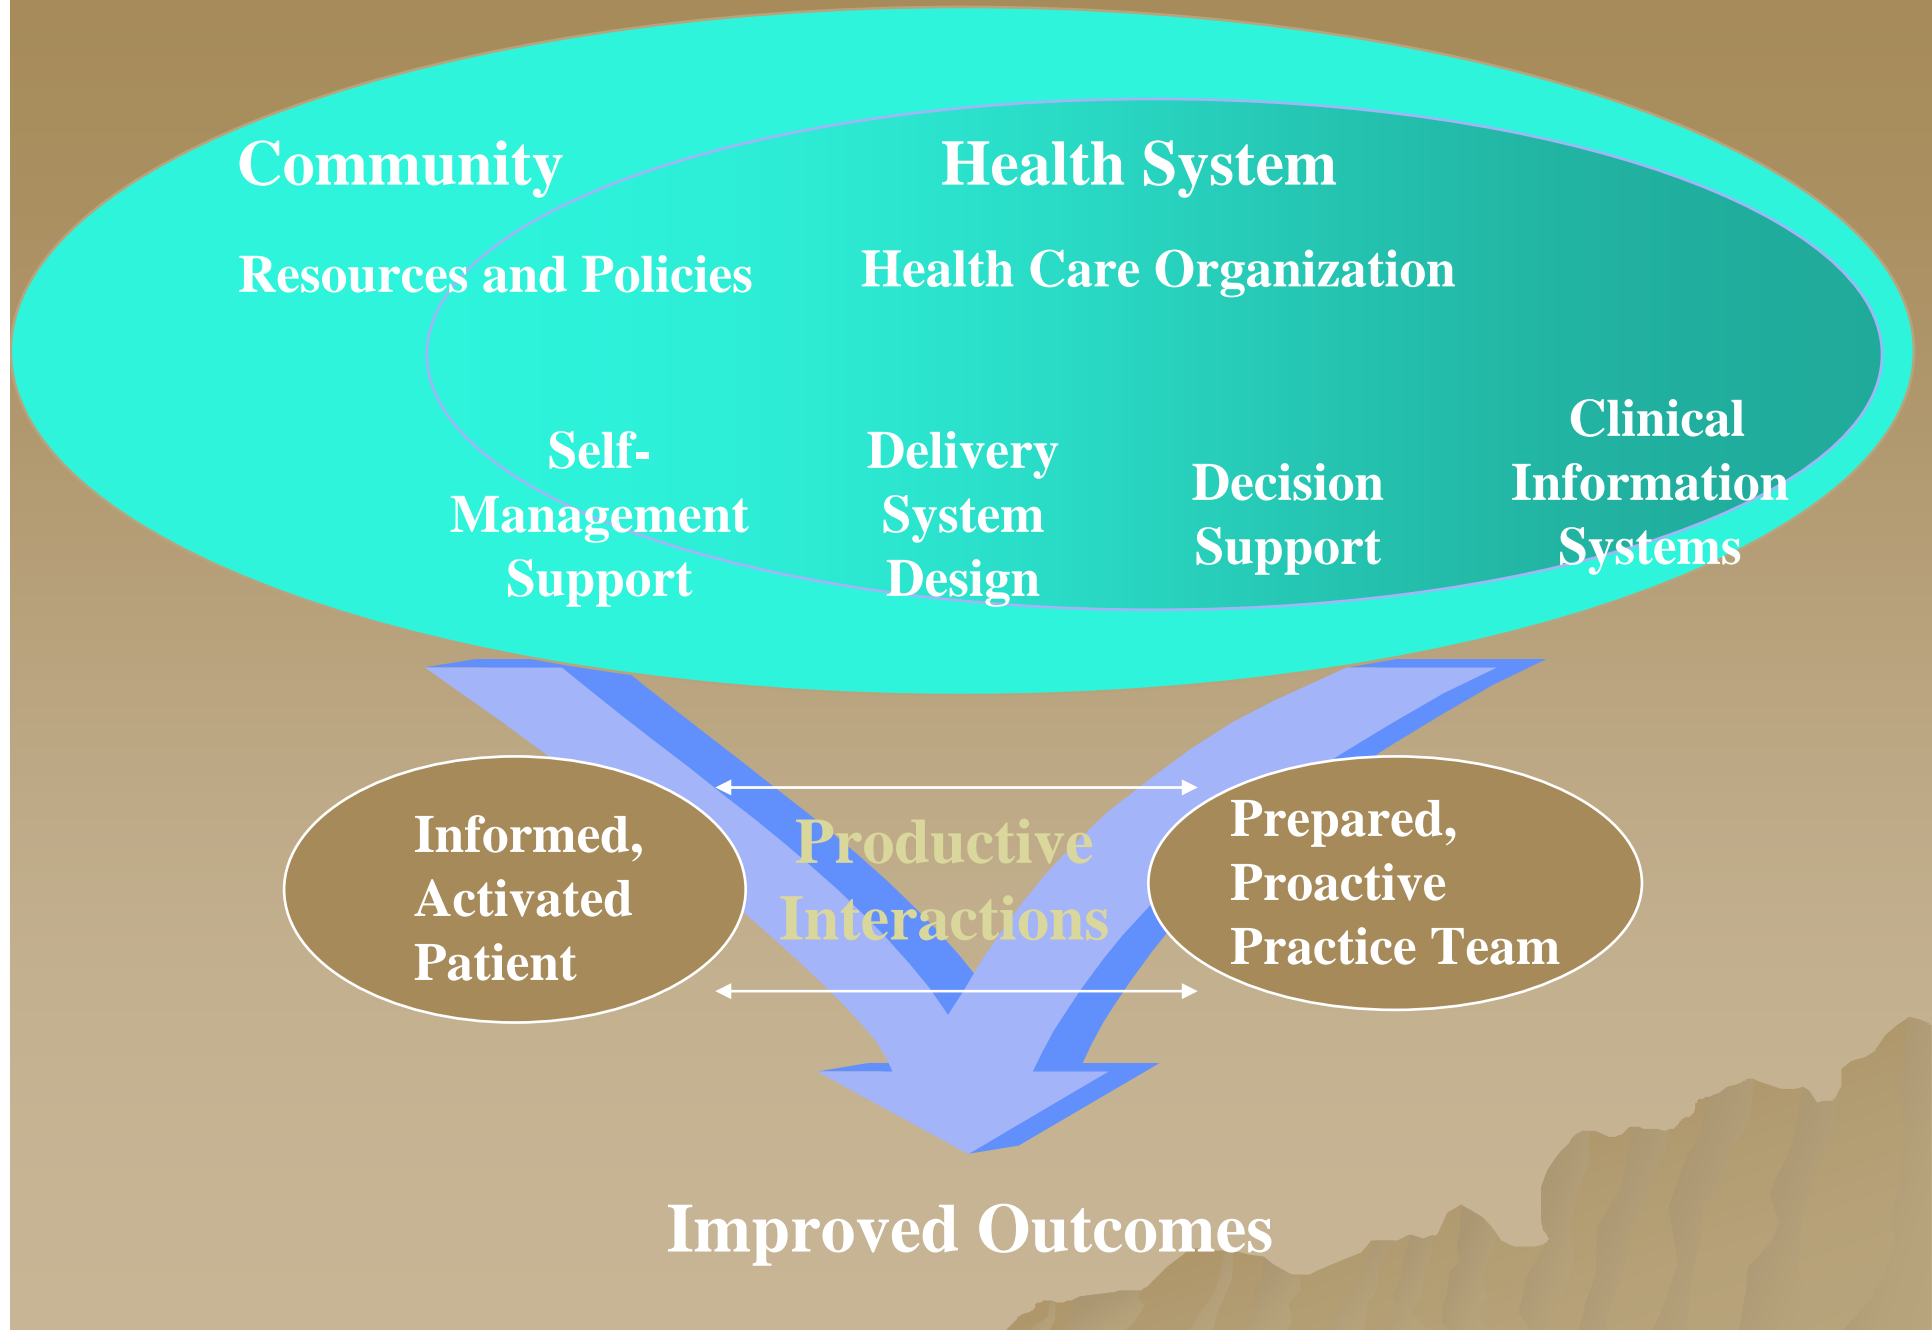 Community
Health System
Resources and Policies
Health Care Organization
Self-
Management
Support
Delivery
System
Design
Decision
Support
Clinical
Information
Systems
Informed,
Activated
Patient
Productive
Interactions
Prepared,
Proactive
Practice Team
Improved Outcomes